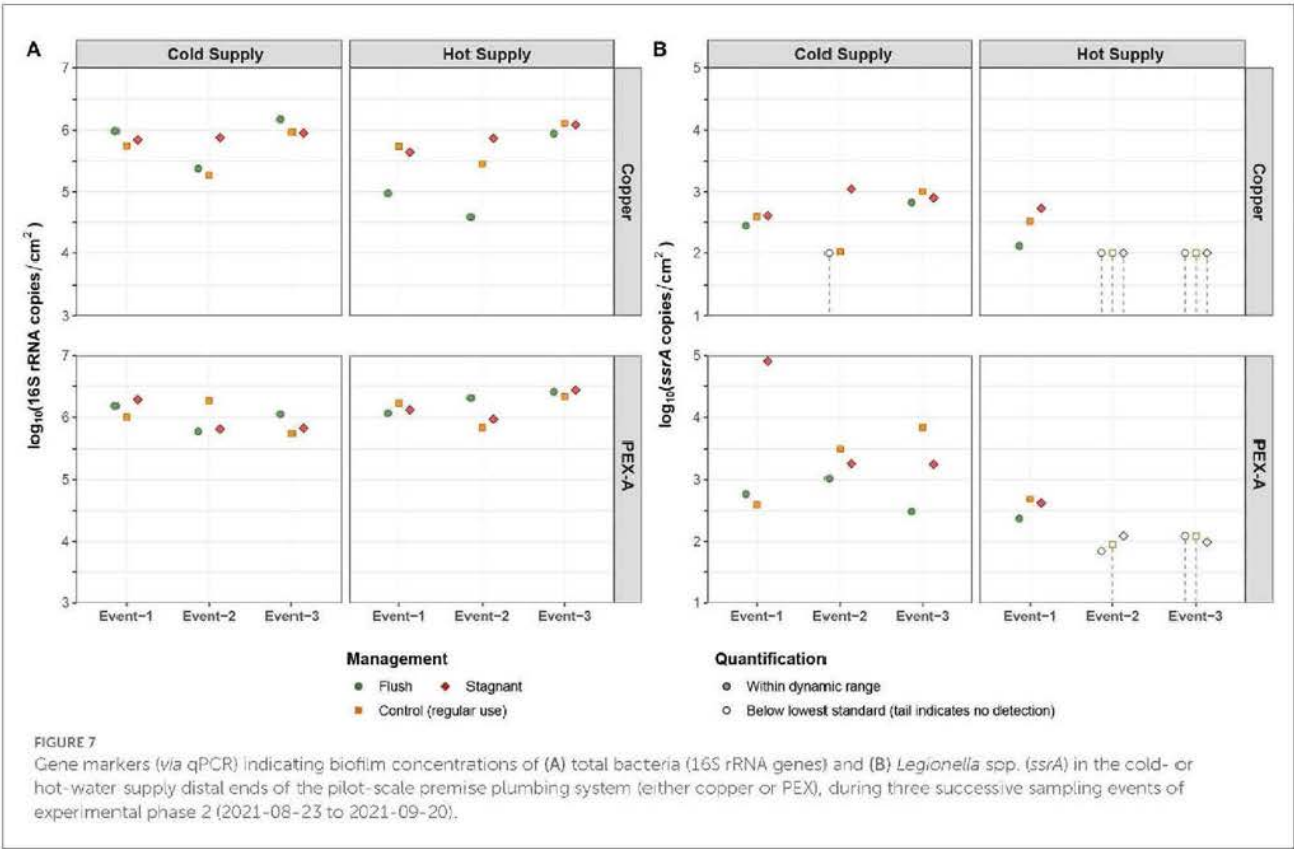 A
Cold Supply
Hot Supply
7
6
5
4
3
Copper
7
6
5
4
3
PEX-A
log10(16S rRNA copies/cm2)
Event-1 Event-2 Event-3
Event-1 Event-2 Event-3
B
Cold Supply
Hot Supply
5
4
3
2
1
Copper
5
4
3
2
1
PEX-A
log10(ssrA copies/cm2)
Event-1 Event-2 Event-3
Event-1 Event-2 Event-3
Management
Flush Stagnant
Control (regular use)
Quantification
Within dynamic range
Below lowest standard (tail indicates no detection)
FIGURE 7
Gene markers (via qPCR) indicating biofilm concentrations of (A) total bacteria (16S rRNA genes) and (B) Legionella spp. (ssrA) in the cold- or
hot-water supply distal ends of the pilot-scale premise plumbing system (either copper or PEX), during three successive sampling events of
experimental phase 2 (2021-08-23 to 2021-09-20).